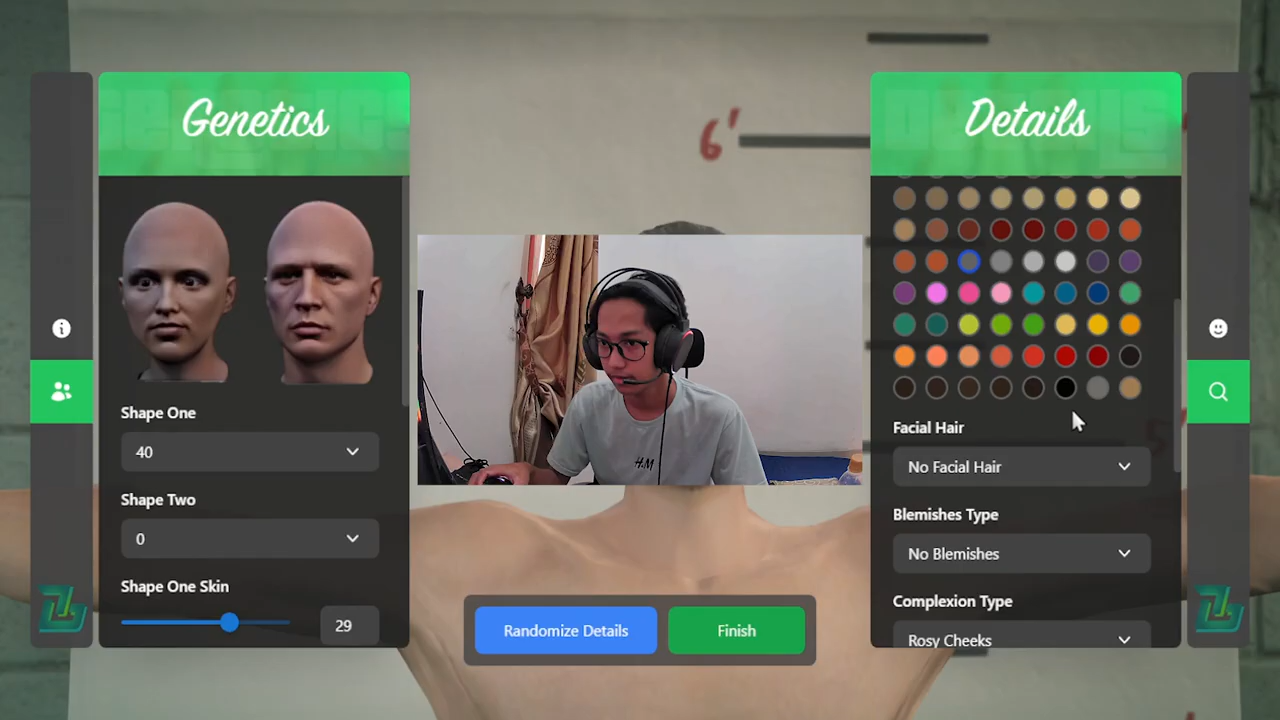 Genetics
Shape One
40
Shape Two
0
Shape One Skin
29
6'
H.M
Randomize Details
Finish
Details
Facial Hair
No Facial Hair
Blemishes Type
No Blemishes
Complexion Type
Rosy Cheeks